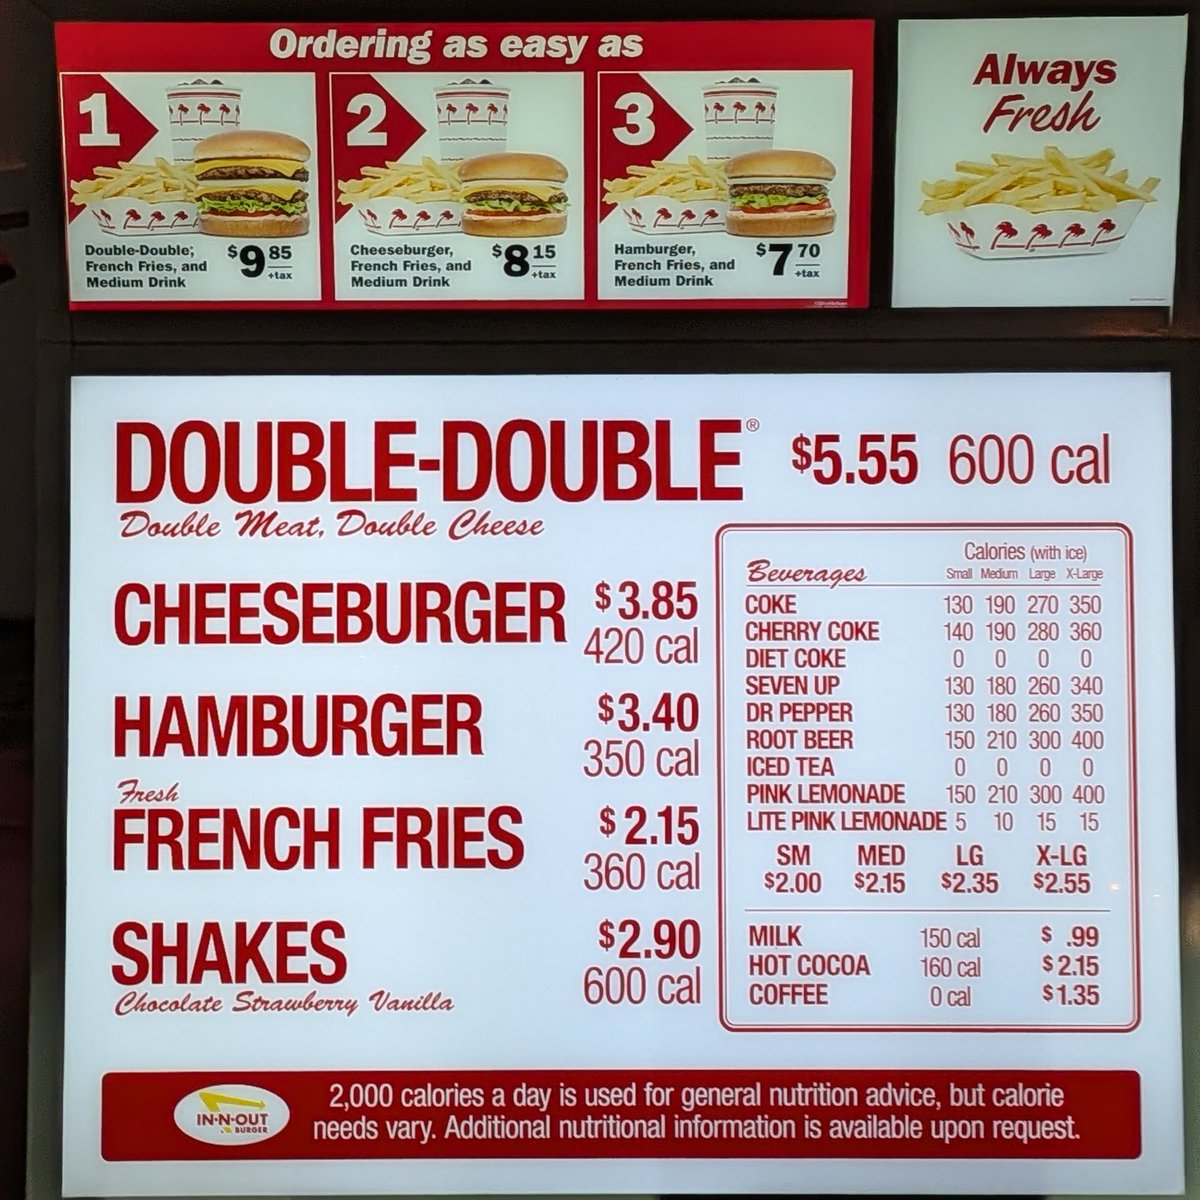 Ordering as easy as
1
Double-Double,®
French Fries, and
Medium Drink
$9 85
+tax
2
Cheeseburger,
French Fries, and
Medium Drink
$8 15
+tax
3
Hamburger,
French Fries, and
Medium Drink
$7 70
+tax
Always
Fresh
DOUBLE-DOUBLE® $5.55 600 cal
Double Meat, Double Cheese
CHEESEBURGER $3.85
420 cal
HAMBURGER $3.40
350 cal
Fresh
FRENCH FRIES $2.15
360 cal
SHAKES $2.90
600 cal
Chocolate Strawberry Vanilla
Calories (with ice)
Beverages Small Medium Large X-Large
COKE 130 190 270 350
CHERRY COKE 140 190 280 360
DIET COKE 0 0 0 0
SEVEN UP 130 180 260 340
DR PEPPER 130 180 260 350
ROOT BEER 150 210 300 400
ICED TEA 0 0 0 0
PINK LEMONADE 150 210 300 400
LITE PINK LEMONADE 5 10 15 15
SM MED LG X-LG
$2.00 $2.15 $2.35 $2.55
MILK 150 cal $ .99
HOT COCOA 160 cal $2.15
COFFEE 0 cal $1.35
IN-N-OUT
BURGER
2,000 calories a day is used for general nutrition advice, but calorie
needs vary. Additional nutritional information is available upon request.